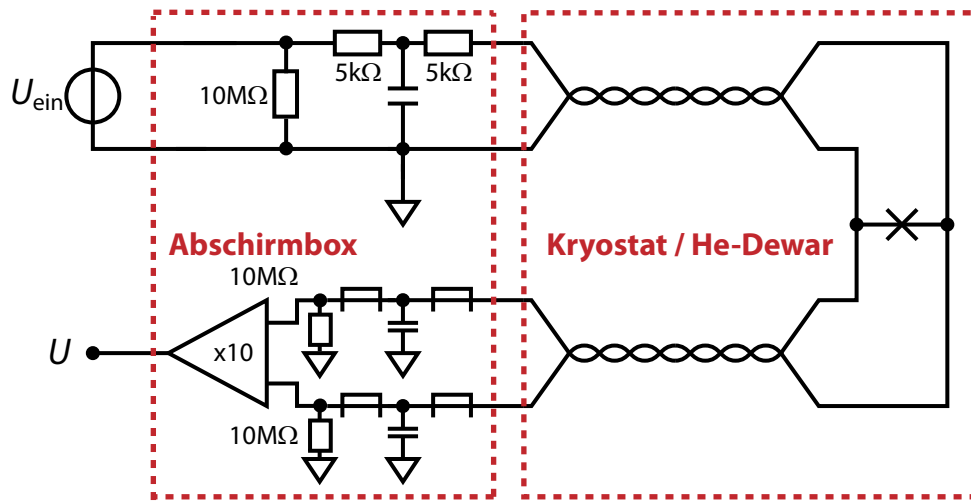 5kΩ 5kΩ
U_ein
10MΩ
Abschirmbox
Kryostat / He-Dewar
10MΩ
U
x10
10MΩ